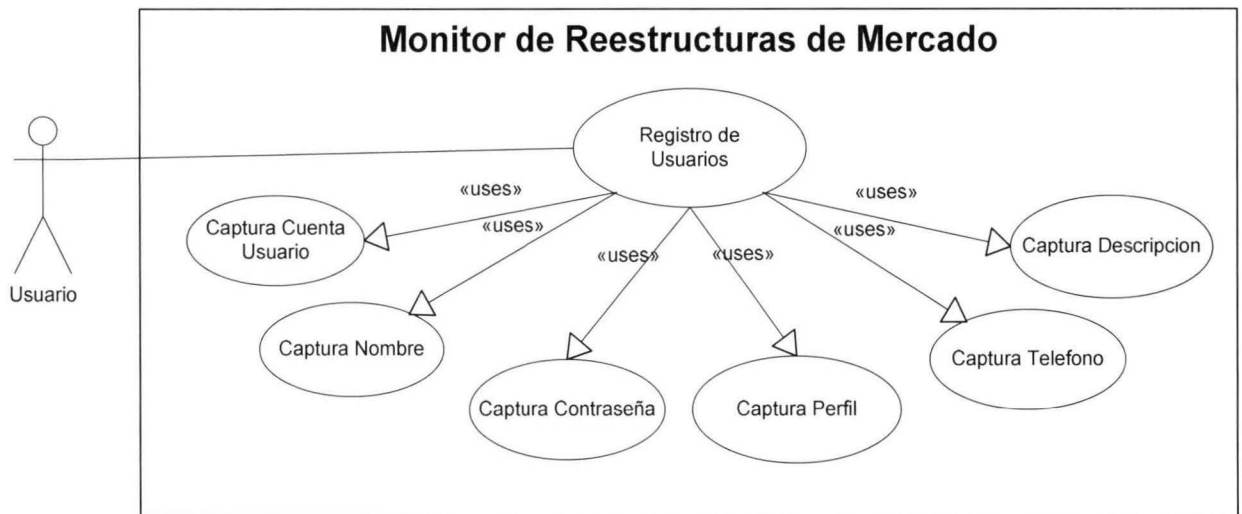 Monitor de Reestructuras de Mercado
Registro de
Usuarios
«uses»
«uses»
«uses»
«uses»
«uses»
«uses»
Captura Cuenta
Usuario
Captura Descripcion
Usuario
Captura Nombre
Captura Telefono
Captura Contraseña
Captura Perfil